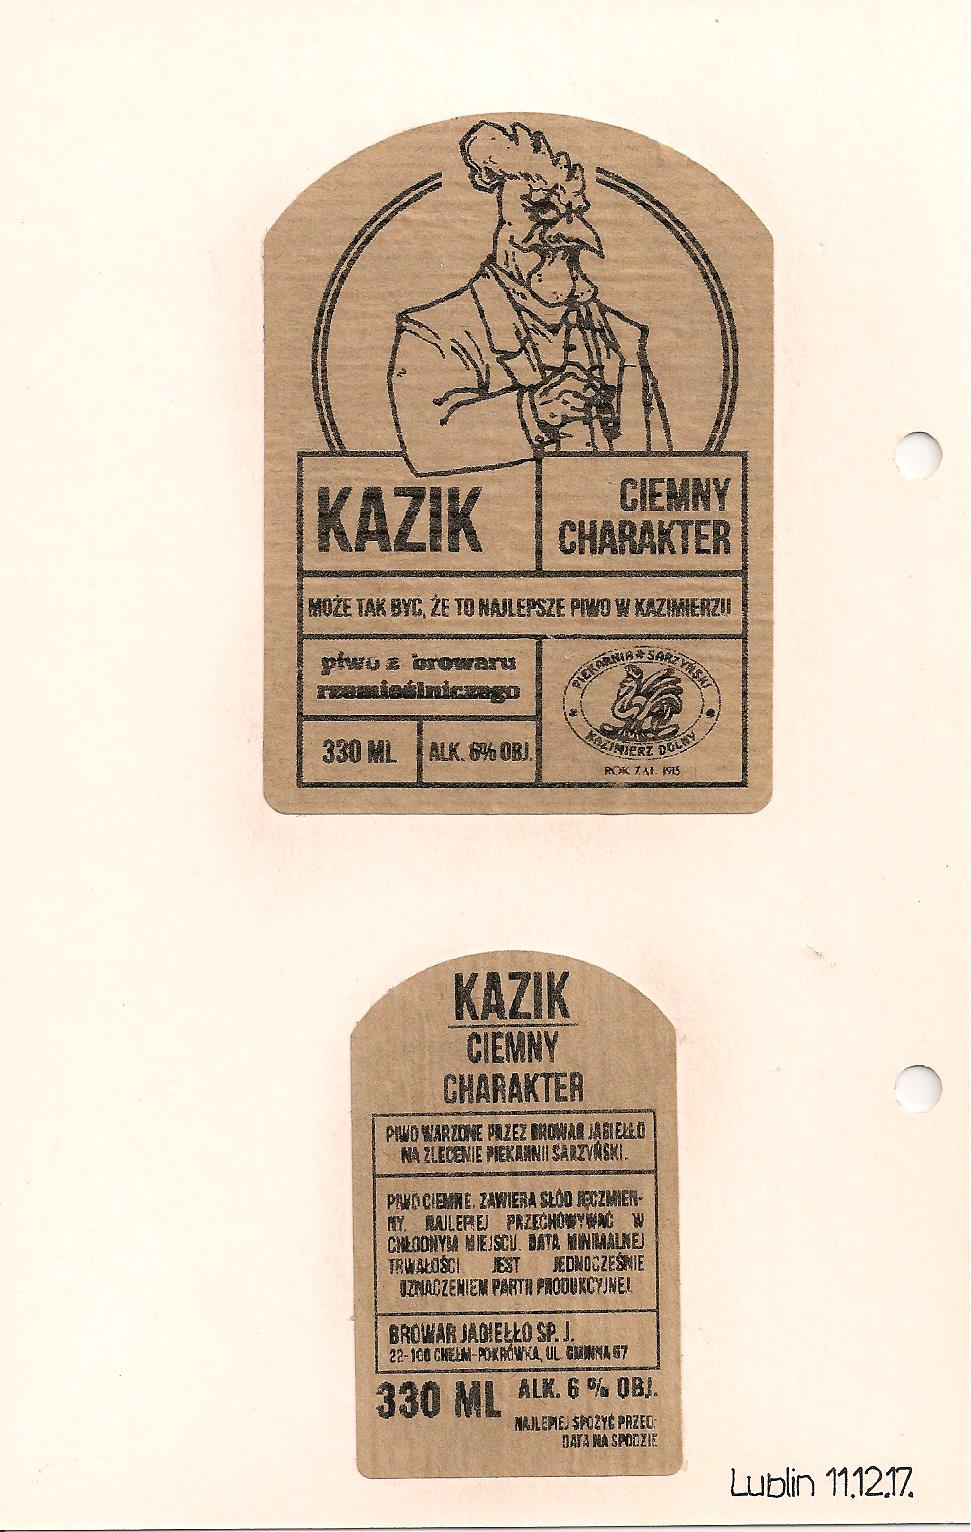 KAZIK
CIEMNY
CHARAKTER
MOŻE TAK BYC, ŻE TO NAJLEPSZE PIWO W KAZIMIERZU
piwo z browaru
rzemieślniczego
330 ML
ALK. 6% OBJ.
PIEKARNIA SARZYŃSKI
KAZIMIERZ DOLNY
ROK ZAŁ. 1915
KAZIK
CIEMNY
CHARAKTER
PIWO WARZONE PRZEZ BROWAR JAGIEŁŁO
NA ZLECENIE PIEKARNII SARZYŃSKI.
PIWO CIEMNE. ZAWIERA SŁÓD JĘCZMIEN-
NY. NAJLEPIEJ PRZECHOWYWAĆ W
CHŁODNYM MIEJSCU. DATA MINIMALNEJ
TRWAŁOŚCI JEST JEDNOCZEŚNIE
OZNACZENIEM PARTII PRODUKCYJNEJ.
BROWAR JAGIEŁŁO SP. J.
22-100 CHEŁM-POKRÓWKA, UL. GMINNA 67
330 ML
ALK. 6 % OBJ.
NAJLEPIEJ SPOŻYĆ PRZED:
DATA NA SPODZIE
Lublin 11.12.17.